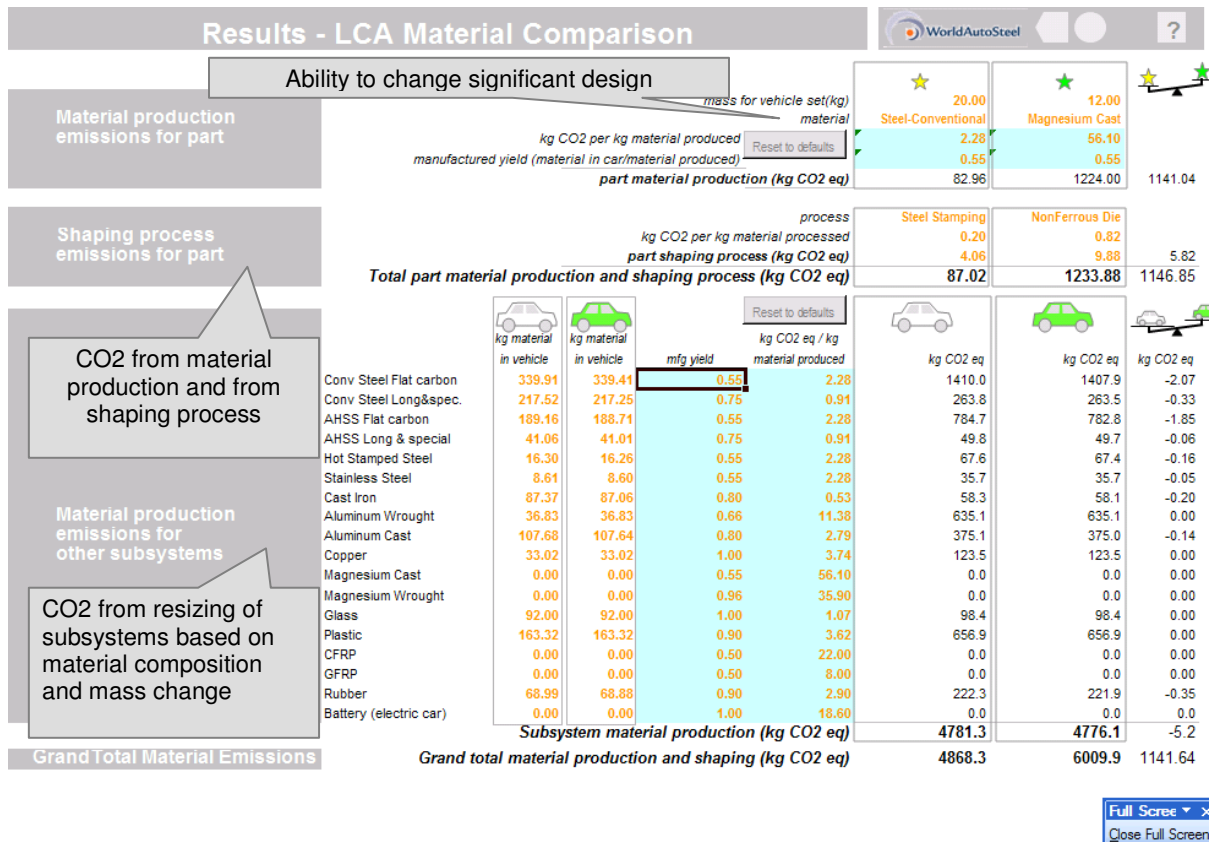 Results - LCA Material Comparison
WorldAutoSteel
?
Ability to change significant design
Material production
emissions for part
mass for vehicle set(kg) 20.00 12.00
material Steel-Conventional Magnesium Cast
kg CO2 per kg material produced 2.28 56.10
Reset to defaults
manufactured yield (material in car/material produced) 0.55 0.55
part material production (kg CO2 eq) 82.96 1224.00 1141.04
Shaping process
emissions for part
process Steel Stamping NonFerrous Die
kg CO2 per kg material processed 0.20 0.82
part shaping process (kg CO2 eq) 4.06 9.88 5.82
Total part material production and shaping process (kg CO2 eq) 87.02 1233.88 1146.85
CO2 from material
production and from
shaping process
Reset to defaults
kg material kg material kg CO2 eq / kg
in vehicle in vehicle mfg yield material produced kg CO2 eq kg CO2 eq kg CO2 eq
Conv Steel Flat carbon 339.91 339.41 0.55 2.28 1410.0 1407.9 -2.07
Conv Steel Long&spec. 217.52 217.25 0.75 0.91 263.8 263.5 -0.33
AHSS Flat carbon 189.16 188.71 0.55 2.28 784.7 782.8 -1.85
AHSS Long & special 41.06 41.01 0.75 0.91 49.8 49.7 -0.06
Hot Stamped Steel 16.30 16.26 0.55 2.28 67.6 67.4 -0.16
Stainless Steel 8.61 8.60 0.55 2.28 35.7 35.7 -0.05
Cast Iron 87.37 87.06 0.80 0.53 58.3 58.1 -0.20
Aluminum Wrought 36.83 36.83 0.66 11.38 635.1 635.1 0.00
Aluminum Cast 107.68 107.64 0.80 2.79 375.1 375.0 -0.14
Copper 33.02 33.02 1.00 3.74 123.5 123.5 0.00
Magnesium Cast 0.00 0.00 0.55 56.10 0.0 0.0 0.00
Magnesium Wrought 0.00 0.00 0.96 35.90 0.0 0.0 0.00
Glass 92.00 92.00 1.00 1.07 98.4 98.4 0.00
Plastic 163.32 163.32 0.90 3.62 656.9 656.9 0.00
CFRP 0.00 0.00 0.50 22.00 0.0 0.0 0.00
GFRP 0.00 0.00 0.50 8.00 0.0 0.0 0.00
Rubber 68.99 68.88 0.90 2.90 222.3 221.9 -0.35
Battery (electric car) 0.00 0.00 1.00 18.60 0.0 0.0 0.0
Material production
emissions for
other subsystems
CO2 from resizing of
subsystems based on
material composition
and mass change
Subsystem material production (kg CO2 eq) 4781.3 4776.1 -5.2
Grand Total Material Emissions
Grand total material production and shaping (kg CO2 eq) 4868.3 6009.9 1141.64
Full Scree
Close Full Screen